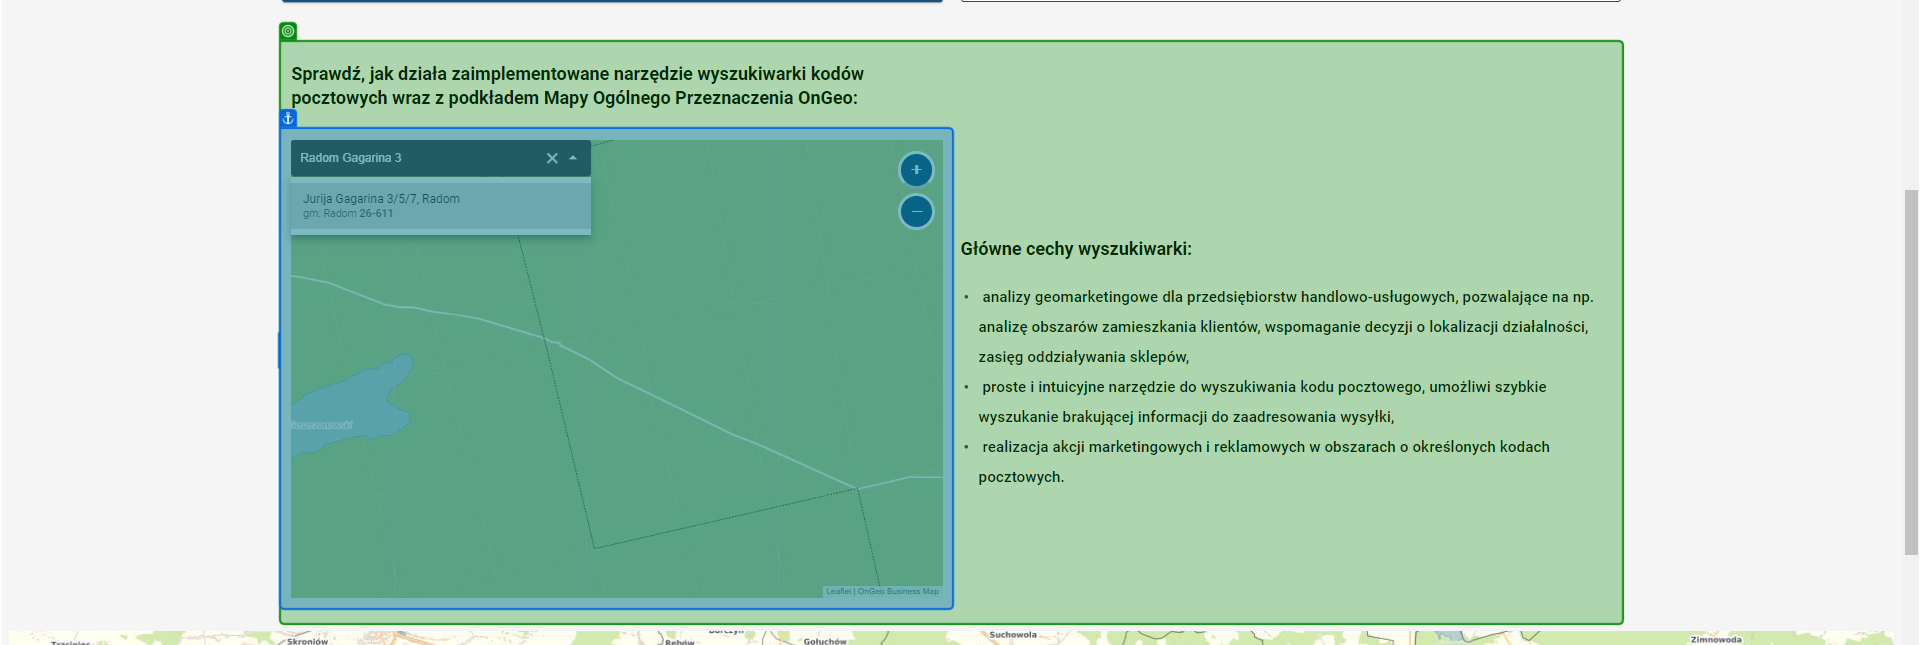 Sprawdź, jak działa zaimplementowane narzędzie wyszukiwarki kodów
pocztowych wraz z podkładem Mapy Ogólnego Przeznaczenia OnGeo:
Radom Gagarina 3
Jurija Gagarina 3/5/7, Radom
gm. Radom 26-611
Leaflet | OnGeo Business Map
Główne cechy wyszukiwarki:
• analizy geomarketingowe dla przedsiębiorstw handlowo-usługowych, pozwalające na np.
analizę obszarów zamieszkania klientów, wspomaganie decyzji o lokalizacji działalności,
zasięg oddziaływania sklepów,
• proste i intuicyjne narzędzie do wyszukiwania kodu pocztowego, umożliwi szybkie
wyszukanie brakującej informacji do zaadresowania wysyłki,
• realizacja akcji marketingowych i reklamowych w obszarach o określonych kodach
pocztowych.
Skroniów
Gołuchów
Suchowola
Zimnowoda